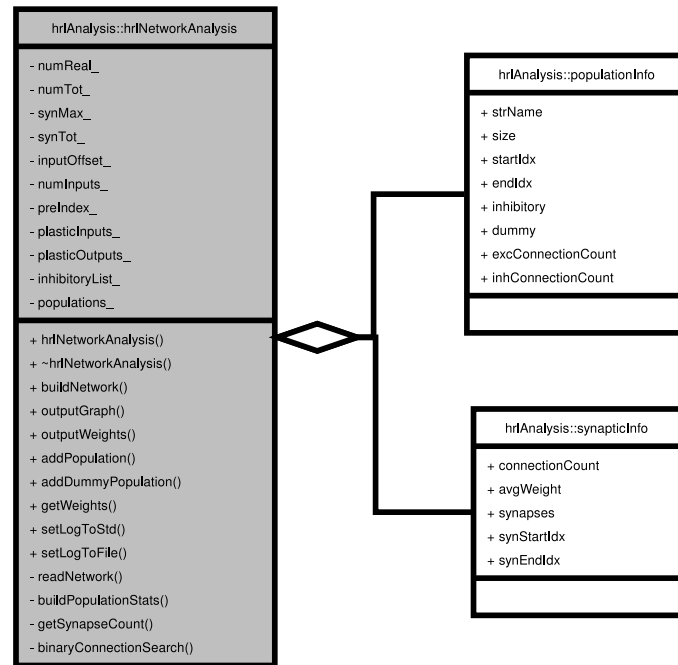 hrlAnalysis::hrlNetworkAnalysis
- numReal_
- numTot_
- synMax_
- synTot_
- inputOffset_
- numInputs_
- preIndex_
- plasticInputs_
- plasticOutputs_
- inhibitoryList_
- populations_
+ hrlNetworkAnalysis()
+ ~hrlNetworkAnalysis()
+ buildNetwork()
+ outputGraph()
+ outputWeights()
+ addPopulation()
+ addDummyPopulation()
+ getWeights()
+ setLogToStd()
+ setLogToFile()
- readNetwork()
- buildPopulationStats()
- getSynapseCount()
- binaryConnectionSearch()
hrlAnalysis::populationInfo
+ strName
+ size
+ startIdx
+ endIdx
+ inhibitory
+ dummy
+ excConnectionCount
+ inhConnectionCount
hrlAnalysis::synapticInfo
+ connectionCount
+ avgWeight
+ synapses
+ synStartIdx
+ synEndIdx